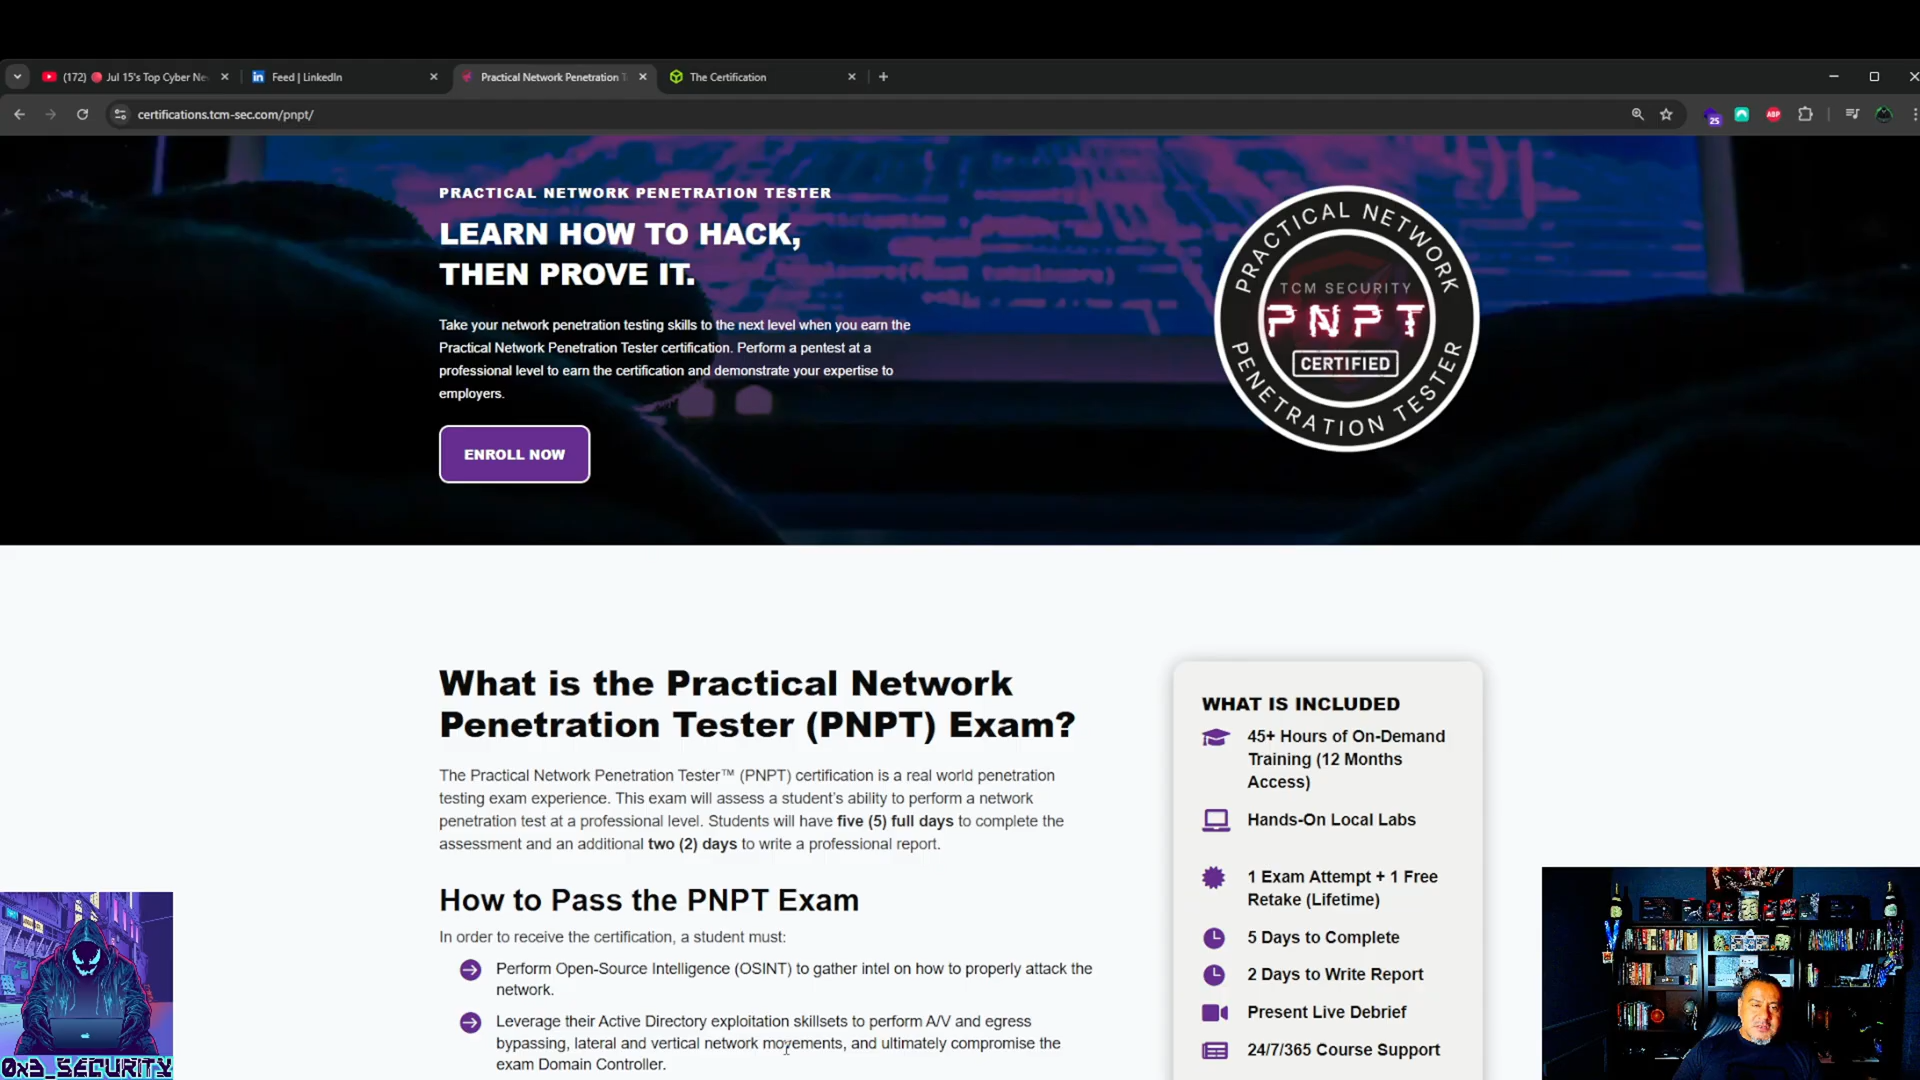 (172) Jul 15's Top Cyber Ne
Feed | LinkedIn
Practical Network Penetration T
The Certification
certifications.tcm-sec.com/pnpt/
25
ABP
PRACTICAL NETWORK PENETRATION TESTER
LEARN HOW TO HACK,
THEN PROVE IT.
Take your network penetration testing skills to the next level when you earn the
Practical Network Penetration Tester certification. Perform a pentest at a
professional level to earn the certification and demonstrate your expertise to
employers.
ENROLL NOW
PRACTICAL NETWORK
TCM SECURITY
PNPT
CERTIFIED
PENETRATION TESTER
What is the Practical Network
Penetration Tester (PNPT) Exam?
The Practical Network Penetration Tester™ (PNPT) certification is a real world penetration
testing exam experience. This exam will assess a student's ability to perform a network
penetration test at a professional level. Students will have five (5) full days to complete the
assessment and an additional two (2) days to write a professional report.
How to Pass the PNPT Exam
In order to receive the certification, a student must:
Perform Open-Source Intelligence (OSINT) to gather intel on how to properly attack the
network.
Leverage their Active Directory exploitation skillsets to perform A/V and egress
bypassing, lateral and vertical network movements, and ultimately compromise the
exam Domain Controller.
WHAT IS INCLUDED
45+ Hours of On-Demand
Training (12 Months
Access)
Hands-On Local Labs
1 Exam Attempt + 1 Free
Retake (Lifetime)
5 Days to Complete
2 Days to Write Report
Present Live Debrief
24/7/365 Course Support
0x3_SECURITY